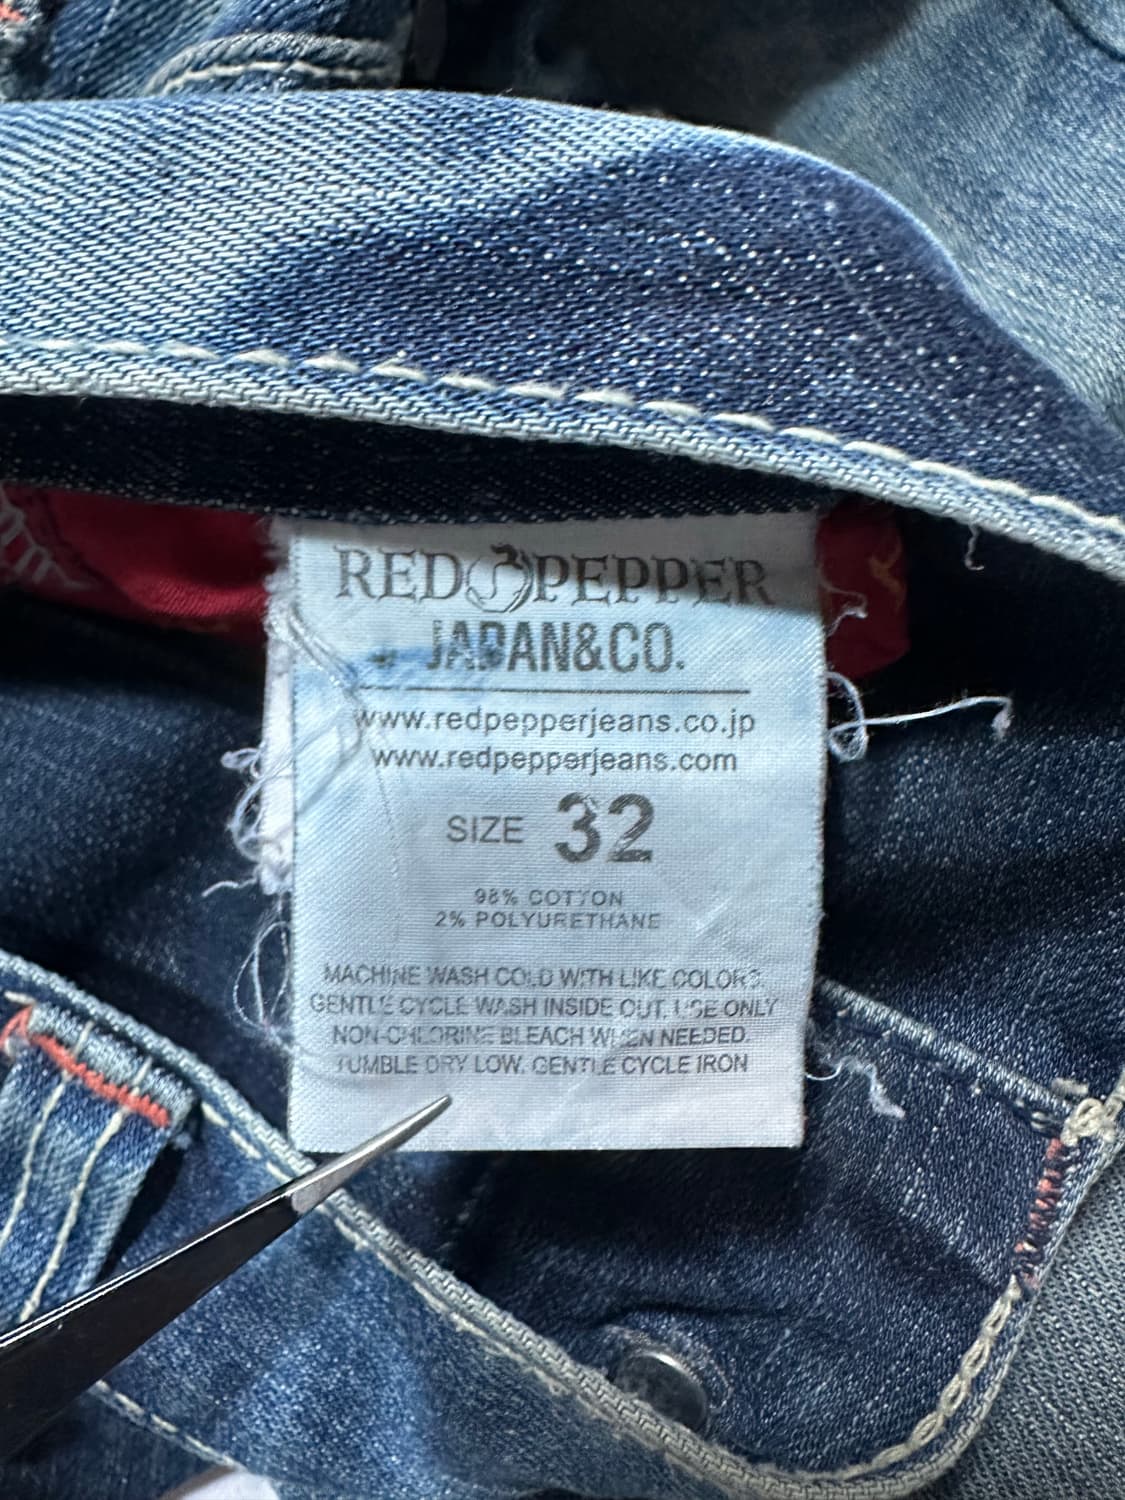 RED PEPPER
JAPAN&CO.
www.redpepperjeans.co.jp
www.redpepperjeans.com
SIZE 32
98% COTTON
2% POLYURETHANE
MACHINE WASH COLD WITH LIKE COLORS.
GENTLE CYCLE WASH INSIDE OUT. USE ONLY
NON-CHLORINE BLEACH WHEN NEEDED.
TUMBLE DRY LOW. GENTLE CYCLE IRON